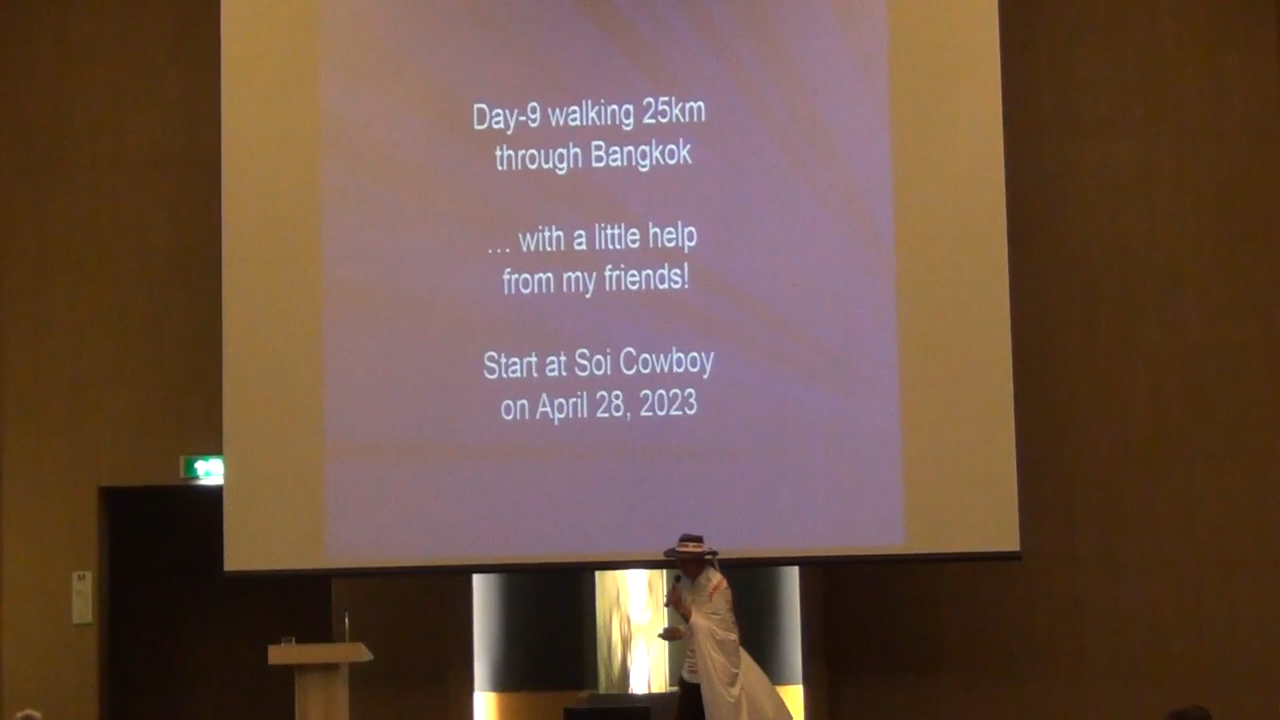 Day-9 walking 25km
through Bangkok
... with a little help
from my friends!
Start at Soi Cowboy
on April 28, 2023
M